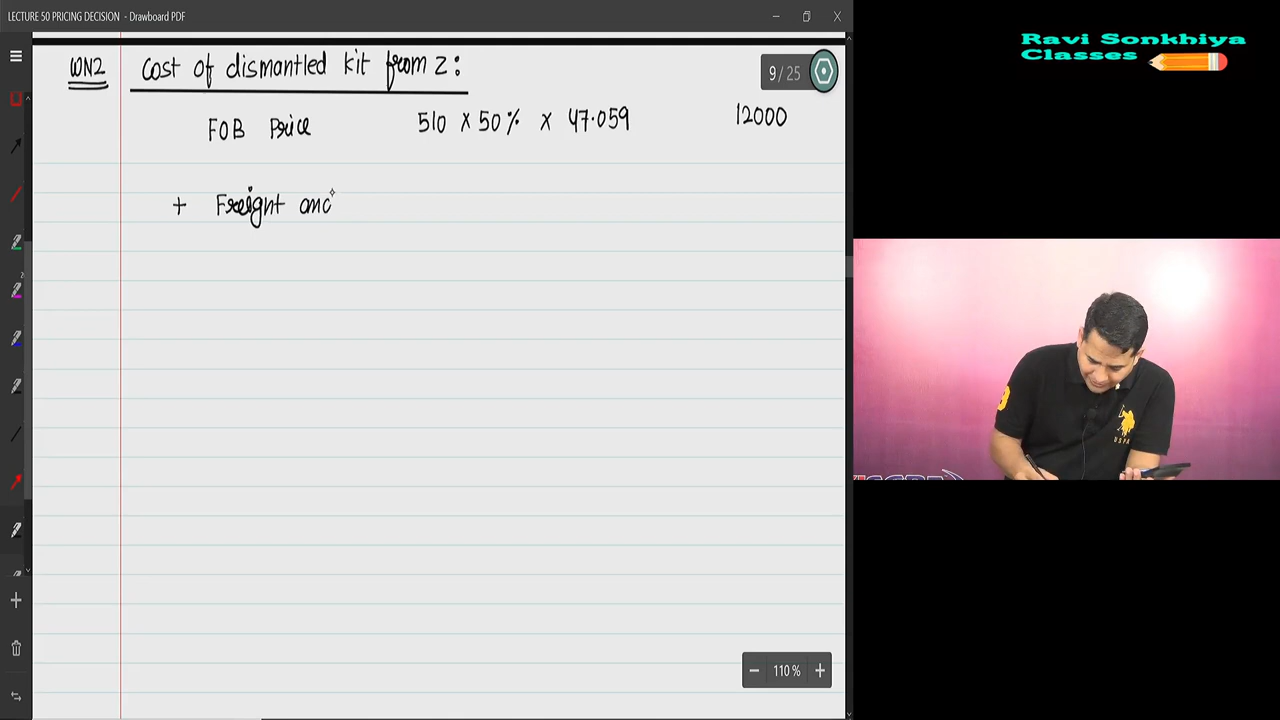 LECTURE 50 PRICING DECISION - Drawboard PDF
Ravi Sonkhiya
Classes
WN2 Cost of dismantled kit from Z:
9 / 25
FOB Price 510 x 50% x 47.059 12000
+ Freight and
USPA
110 %